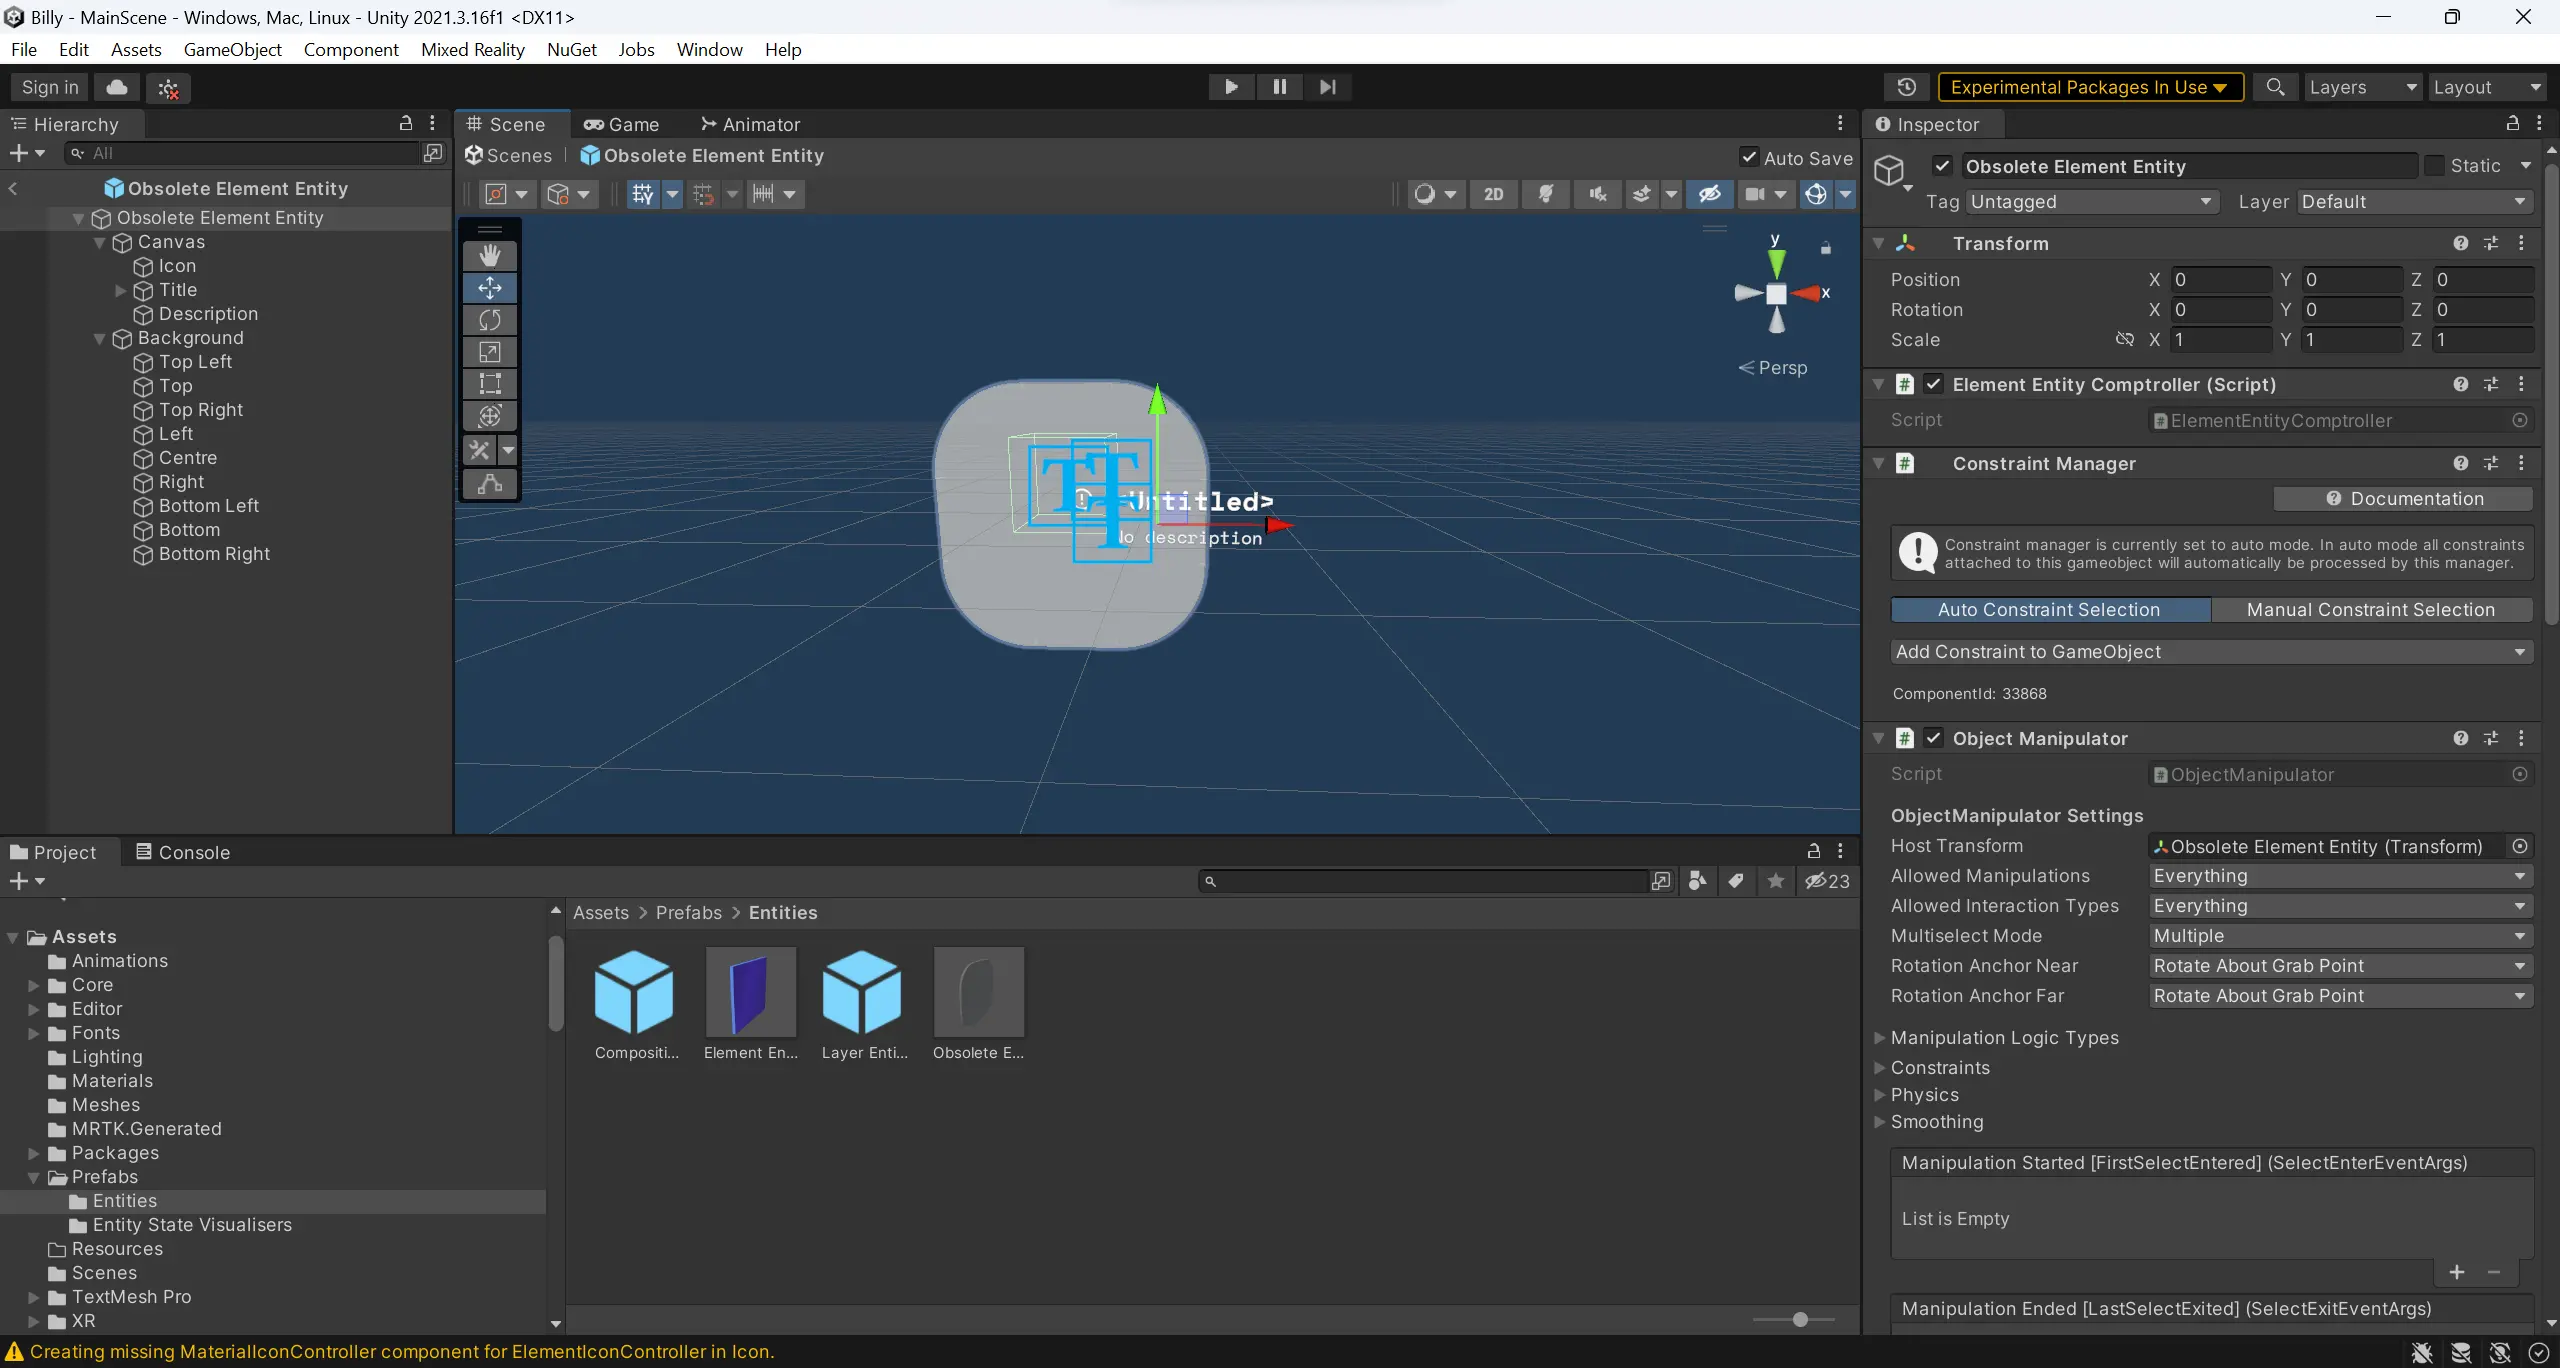 Billy - MainScene - Windows, Mac, Linux - Unity 2021.3.16f1 <DX11>
File Edit Assets GameObject Component Mixed Reality NuGet Jobs Window Help
Sign in Experimental Packages In Use Layers Layout
Hierarchy
All
Obsolete Element Entity
Obsolete Element Entity
Canvas
Icon
Title
Description
Background
Top Left
Top
Top Right
Left
Centre
Right
Bottom Left
Bottom
Bottom Right
Scene Game Animator
Scenes Obsolete Element Entity Auto Save
2D
y
x
Persp
TT
Untitled>
description
Inspector
Obsolete Element Entity Static
Tag Untagged Layer Default
Transform
Position X 0 Y 0 Z 0
Rotation X 0 Y 0 Z 0
Scale X 1 Y 1 Z 1
Element Entity Comptroller (Script)
Script ElementEntityComptroller
Constraint Manager
Documentation
Constraint manager is currently set to auto mode. In auto mode all constraints
attached to this gameobject will automatically be processed by this manager.
Auto Constraint Selection Manual Constraint Selection
Add Constraint to GameObject
ComponentId: 33868
Object Manipulator
Script ObjectManipulator
ObjectManipulator Settings
Host Transform Obsolete Element Entity (Transform)
Allowed Manipulations Everything
Allowed Interaction Types Everything
Multiselect Mode Multiple
Rotation Anchor Near Rotate About Grab Point
Rotation Anchor Far Rotate About Grab Point
Manipulation Logic Types
Constraints
Physics
Smoothing
Manipulation Started [FirstSelectEntered] (SelectEnterEventArgs)
List is Empty
Manipulation Ended [LastSelectExited] (SelectExitEventArgs)
Project Console
23
Assets
Animations
Core
Editor
Fonts
Lighting
Materials
Meshes
MRTK.Generated
Packages
Prefabs
Entities
Entity State Visualisers
Resources
Scenes
TextMesh Pro
XR
Assets > Prefabs > Entities
Compositi... Element En... Layer Enti... Obsolete E...
Creating missing MaterialIconController component for ElementIconController in Icon.